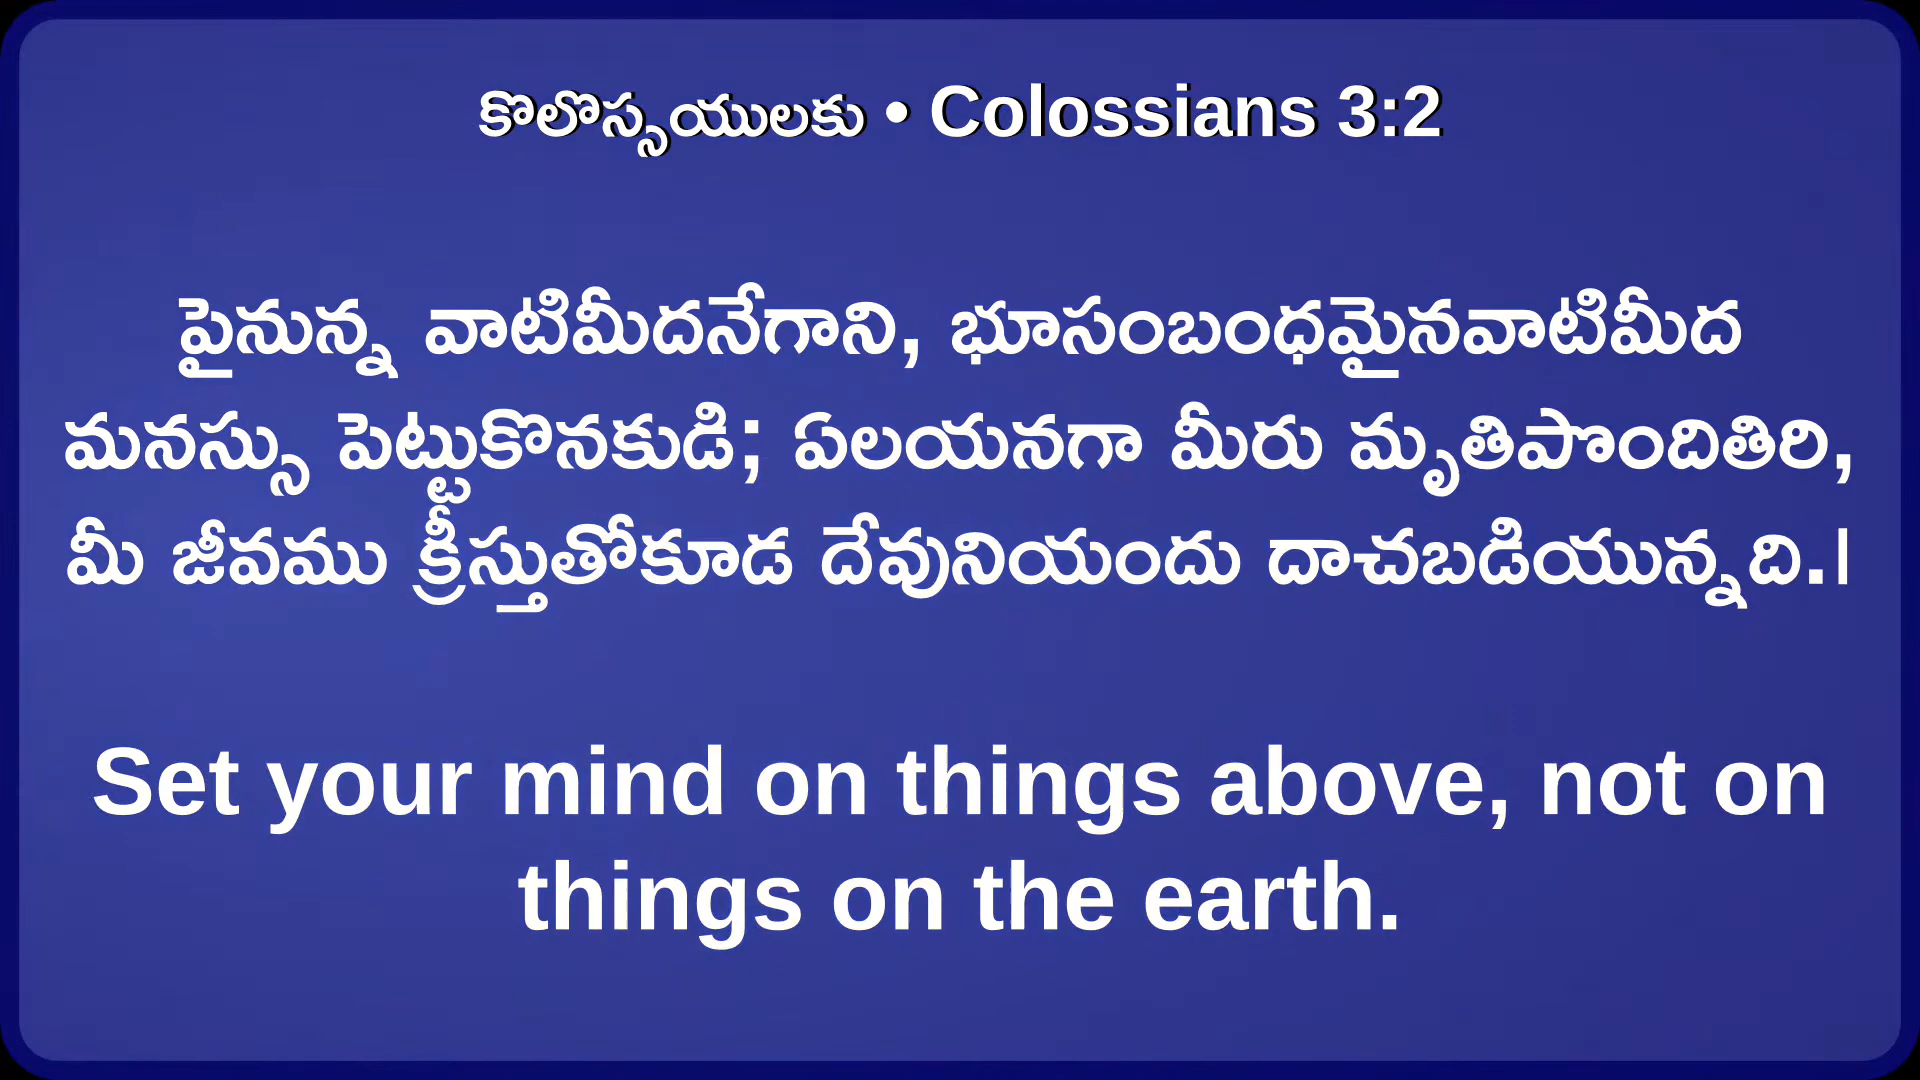 కొలొస్సయులకు • Colossians 3:2
పైనున్న వాటిమీదనేగాని, భూసంబంధమైనవాటిమీద
మనస్సు పెట్టుకొనకుడి; ఏలయనగా మీరు మృతిపొందితిరి,
మీ జీవము క్రీస్తుతోకూడ దేవునియందు దాచబడియున్నది.|
Set your mind on things above, not on
things on the earth.